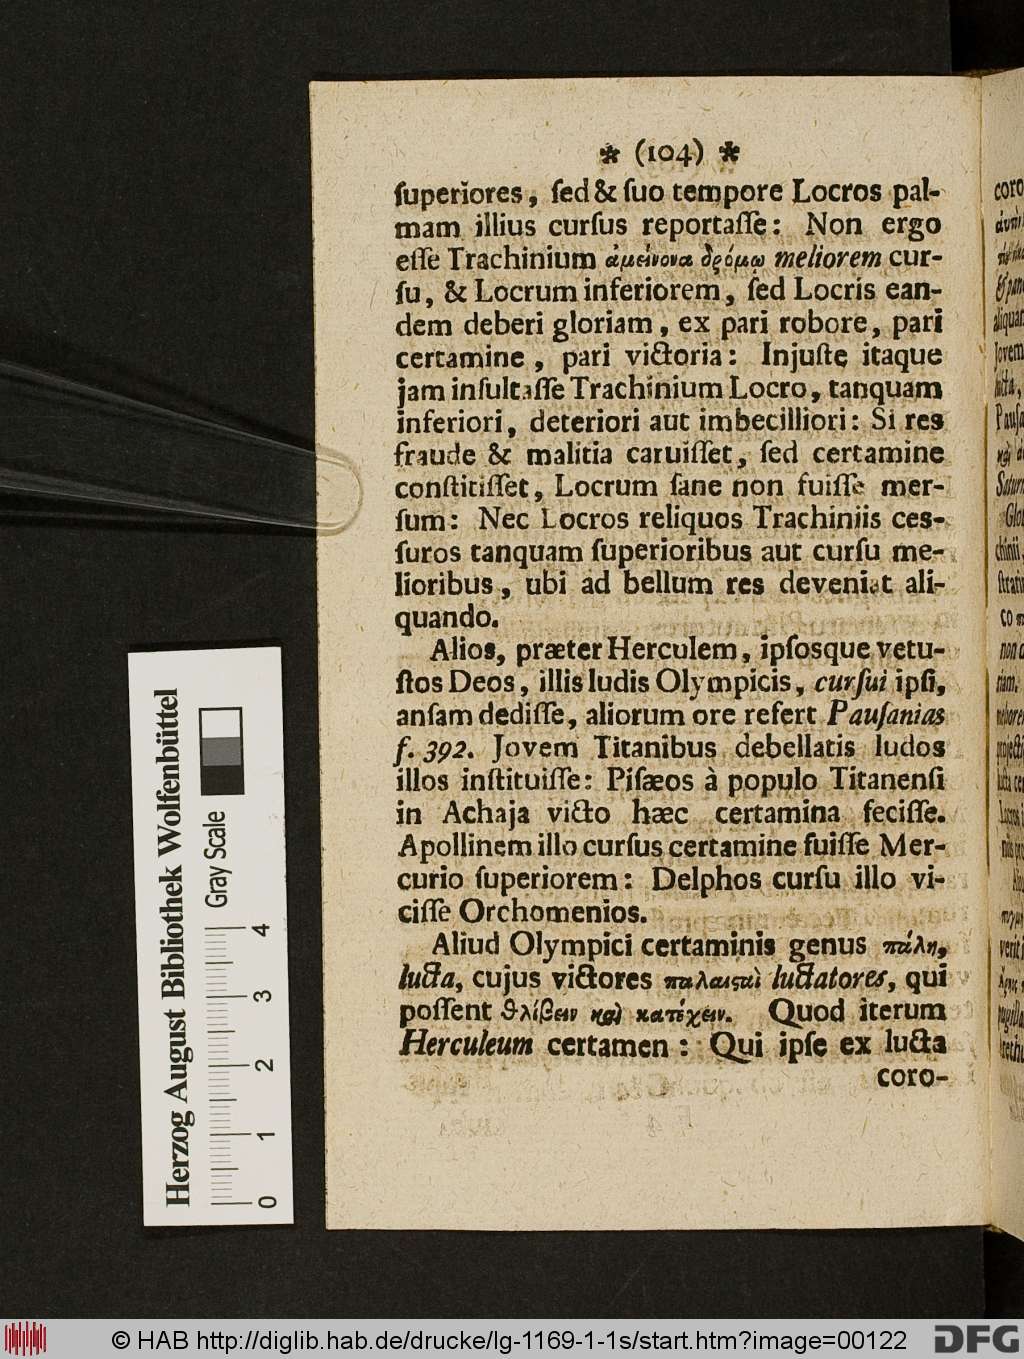 * (104) *
ſuperiores, ſed & ſuo tempore Locros pal-
mam illius curſus reportaſſe: Non ergo
eſſe Trachinium ἀμείνονα δρόμῳ meliorem cur-
ſu, & Locrum inferiorem, ſed Locris ean-
dem deberi gloriam, ex pari robore, pari
certamine, pari victoria: Injuſte itaque
jam inſultaſſe Trachinium Locro, tanquam
inferiori, deteriori aut imbecilliori: Si res
fraude & malitia caruiſſet, ſed certamine
conſtitiſſet, Locrum ſane non fuiſſe mer-
ſum: Nec Locros reliquos Trachiniis ceſ-
ſuros tanquam ſuperioribus aut curſu me-
lioribus, ubi ad bellum res deveniat ali-
quando.
Alios, præter Herculem, ipſosque vetu-
ſtos Deos, illis ludis Olympicis, curſui ipſi,
anſam dediſſe, aliorum ore refert Pauſanias
f. 392. Jovem Titanibus debellatis ludos
illos inſtituiſſe: Piſæos à populo Titanenſi
in Achaja victo hæc certamina feciſſe.
Apollinem illo curſus certamine fuiſſe Mer-
curio ſuperiorem: Delphos curſu illo vi-
ciſſe Orchomenios.
Aliud Olympici certaminis genus πάλη,
lucta, cujus victores παλαιϛαὶ luctatores, qui
poſſent θλίβειν καὶ κατέχειν. Quod iterum
Herculeum certamen: Qui ipſe ex lucta
coro-
Herzog August Bibliothek Wolfenbüttel
Gray Scale
0 1 2 3 4
© HAB http://diglib.hab.de/drucke/lg-1169-1-1s/start.htm?image=00122
DFG